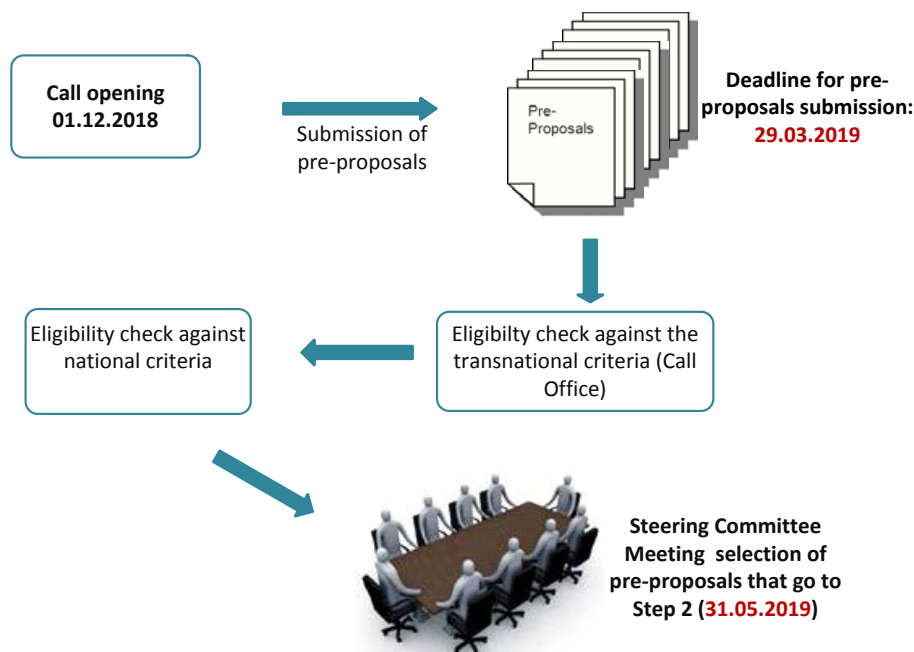 Call opening
01.12.2018
Submission of
pre-proposals
Pre-
Proposals
Deadline for pre-
proposals submission:
29.03.2019
Eligibility check against
national criteria
Eligibilty check against the
transnational criteria (Call
Office)
Steering Committee
Meeting selection of
pre-proposals that go to
Step 2 (31.05.2019)